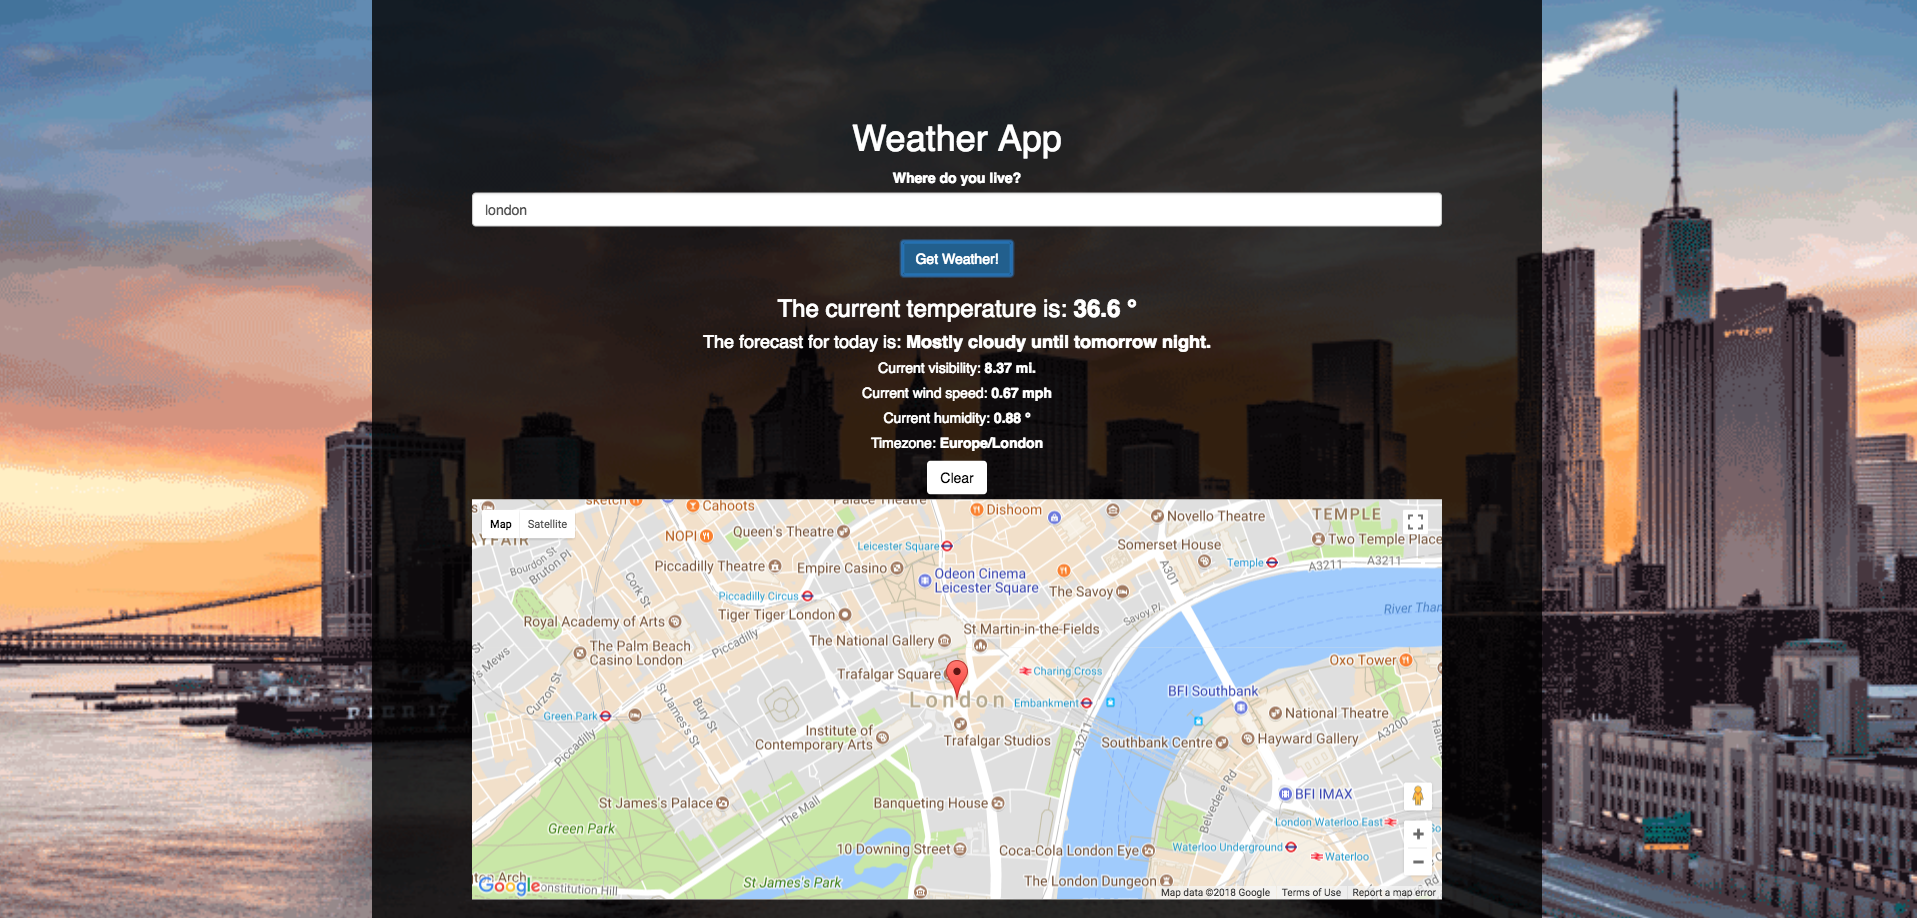 Weather App
Where do you live?
london
Get Weather!
The current temperature is: 36.6 °
The forecast for today is: Mostly cloudy until tomorrow night.
Current visibility: 8.37 mi.
Current wind speed: 0.67 mph
Current humidity: 0.88 °
Timezone: Europe/London
Clear
Cahoots
Dishoom
Novello Theatre
TEMPLE
Map
Satellite
NOPI
Queen's Theatre
Leicester Square
Somerset House
Two Temple Place
Bourdon St
Bruton Pl
Piccadilly Theatre
Empire Casino
Odeon Cinema
Leicester Square
A301
Temple
A3211
A3211
Cork St
Piccadilly Circus
The Savoy
Royal Academy of Arts
Tiger Tiger London
Savoy Pl.
Piccadilly
The National Gallery
St Martin-in-the-Fields
The Palm Beach
Casino London
Trafalgar Square
Charing Cross
Oxo Tower
Curzon St
St James's St
Bury St
London
Embankment
BFI Southbank
Green Park
National Theatre
Institute of
Contemporary Arts
Trafalgar Studios
A3211
Southbank Centre
Hayward Gallery
A3200
Piccadilly
St James's Palace
The Mall
Banqueting House
Belvedere Rd
BFI IMAX
Green Park
London Waterloo East
10 Downing Street
Coca-Cola London Eye
Waterloo Underground
Waterloo
St James's Park
The London Dungeon
Google
Map data ©2018 Google
Terms of Use
Report a map error
PIER 17